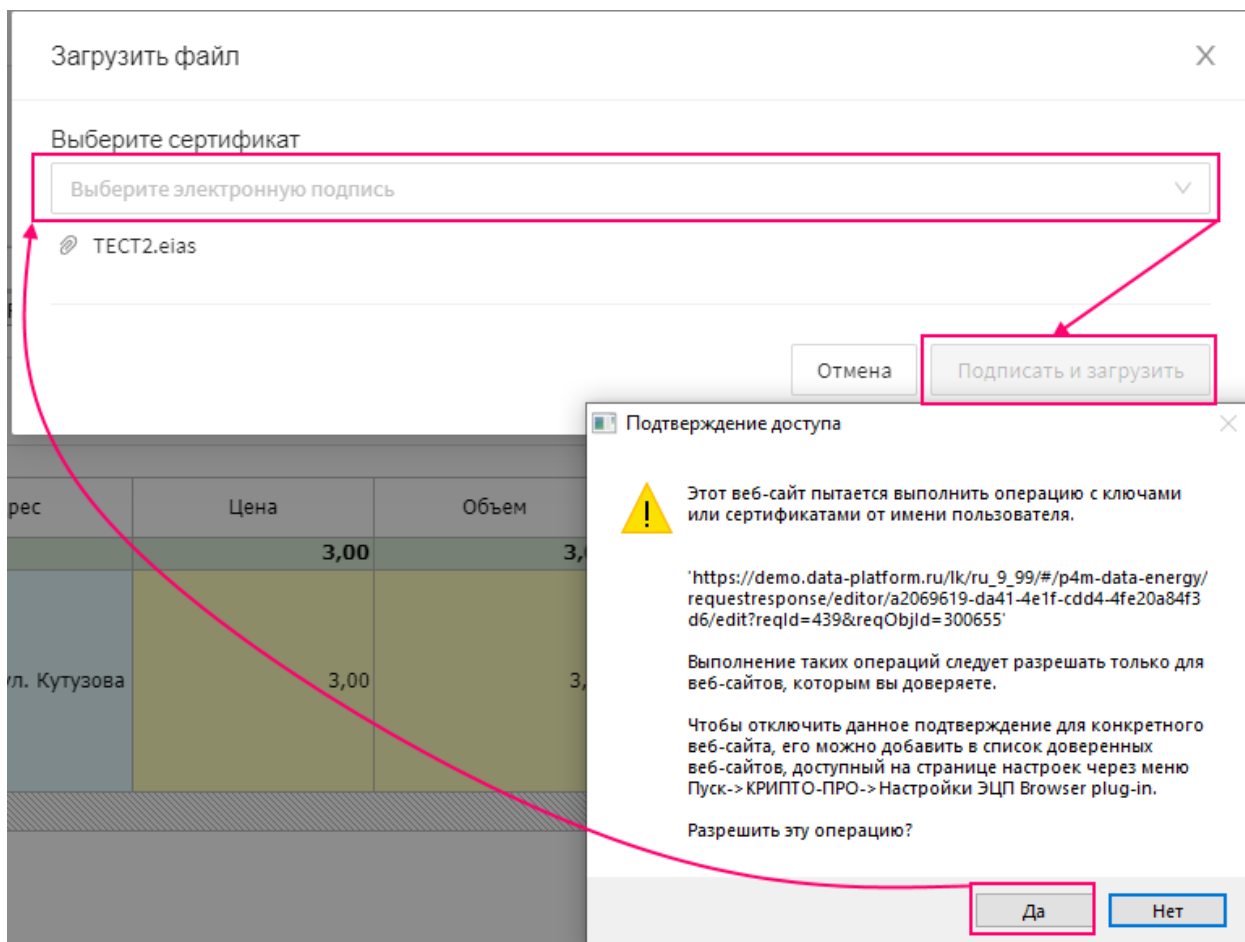 Загрузить файл
Выберите сертификат
Выберите электронную подпись
ТЕСТ2.eias
Отмена
Подписать и загрузить
Подтверждение доступа
Этот веб-сайт пытается выполнить операцию с ключами
или сертификатами от имени пользователя.
'https://demo.data-platform.ru/lk/ru_9_99/#/p4m-data-energy/
requestresponse/editor/a2069619-da41-4e1f-cdd4-4fe20a84f3
d6/edit?reqId=439&reqObjId=300655'
Выполнение таких операций следует разрешать только для
веб-сайтов, которым вы доверяете.
Чтобы отключить данное подтверждение для конкретного
веб-сайта, его можно добавить в список доверенных
веб-сайтов, доступный на странице настроек через меню
Пуск->КРИПТО-ПРО->Настройки ЭЦП Browser plug-in.
Разрешить эту операцию?
Да
Нет
рес
Цена
Объем
3,00
3,0
ул. Кутузова
3,00
3,